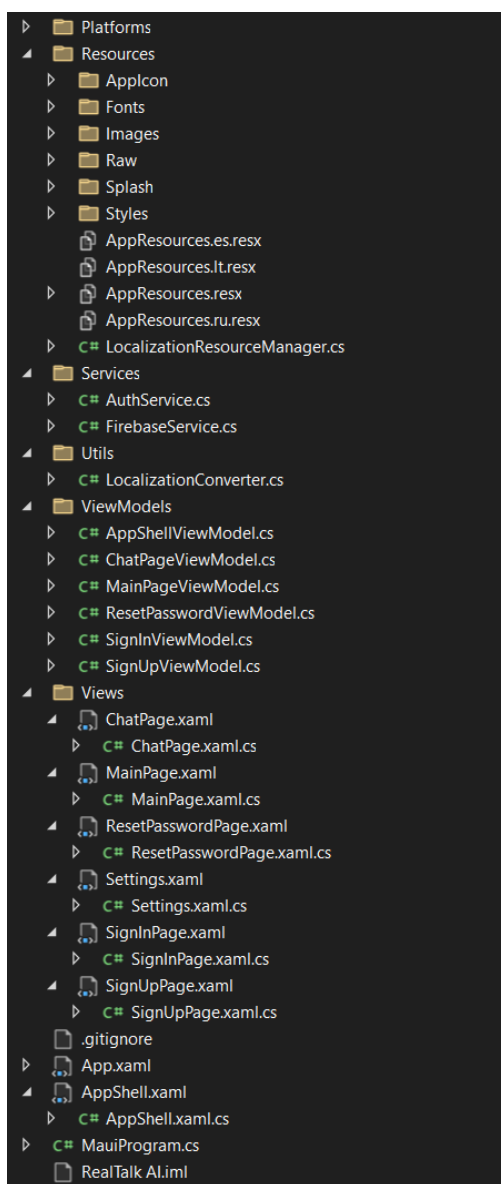 Platforms
Resources
AppIcon
Fonts
Images
Raw
Splash
Styles
AppResources.es.resx
AppResources.lt.resx
AppResources.resx
AppResources.ru.resx
C# LocalizationResourceManager.cs
Services
C# AuthService.cs
C# FirebaseService.cs
Utils
C# LocalizationConverter.cs
ViewModels
C# AppShellViewModel.cs
C# ChatPageViewModel.cs
C# MainPageViewModel.cs
C# ResetPasswordViewModel.cs
C# SignInViewModel.cs
C# SignUpViewModel.cs
Views
ChatPage.xaml
C# ChatPage.xaml.cs
MainPage.xaml
C# MainPage.xaml.cs
ResetPasswordPage.xaml
C# ResetPasswordPage.xaml.cs
Settings.xaml
C# Settings.xaml.cs
SignInPage.xaml
C# SignInPage.xaml.cs
SignUpPage.xaml
C# SignUpPage.xaml.cs
.gitignore
App.xaml
AppShell.xaml
C# AppShell.xaml.cs
C# MauiProgram.cs
RealTalk AI.iml